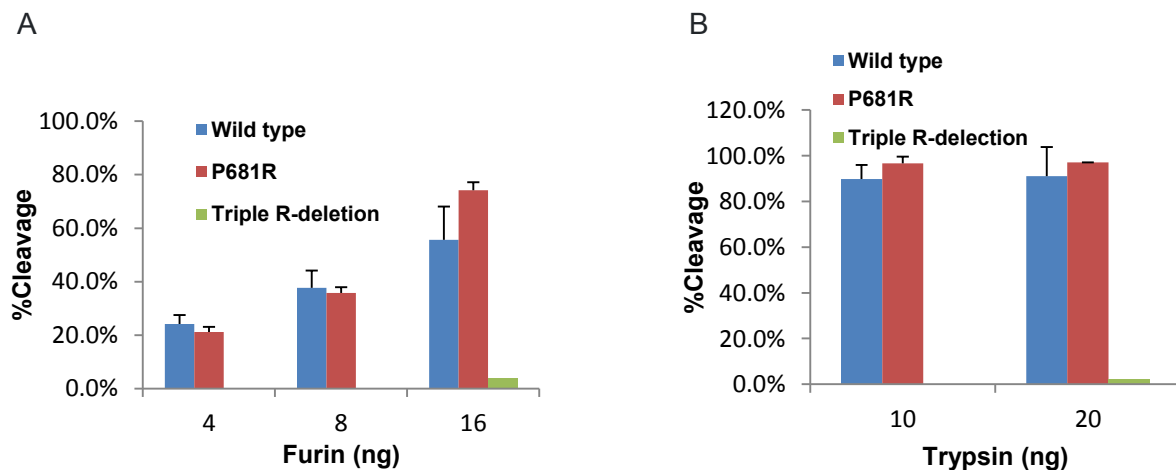 A
100.0%
80.0%
60.0%
40.0%
20.0%
0.0%
%Cleavage
Wild type
P681R
Triple R-deletion
4 8 16
Furin (ng)
B
Wild type
P681R
Triple R-delection
120.0%
100.0%
80.0%
60.0%
40.0%
20.0%
0.0%
%Cleavage
10 20
Trypsin (ng)